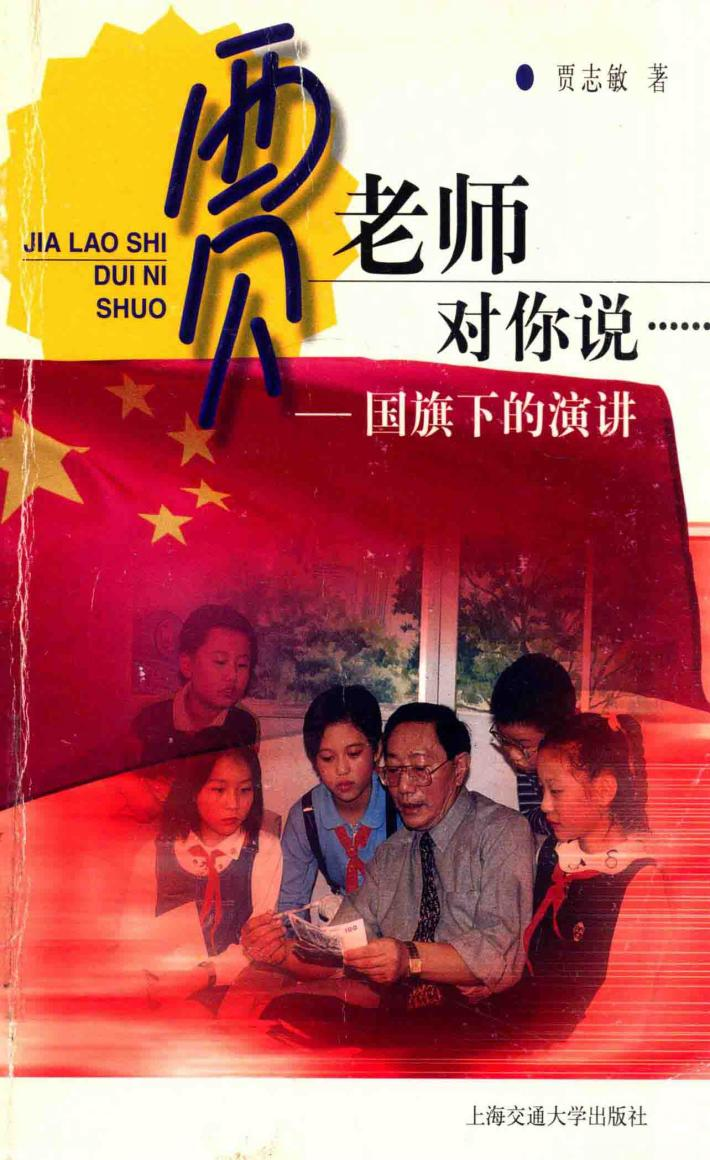 贾志敏 著
贾老师
JIA LAO SHI
DUI NI
SHUO
对你说……
— 国旗下的演讲
100
上海交通大学出版社